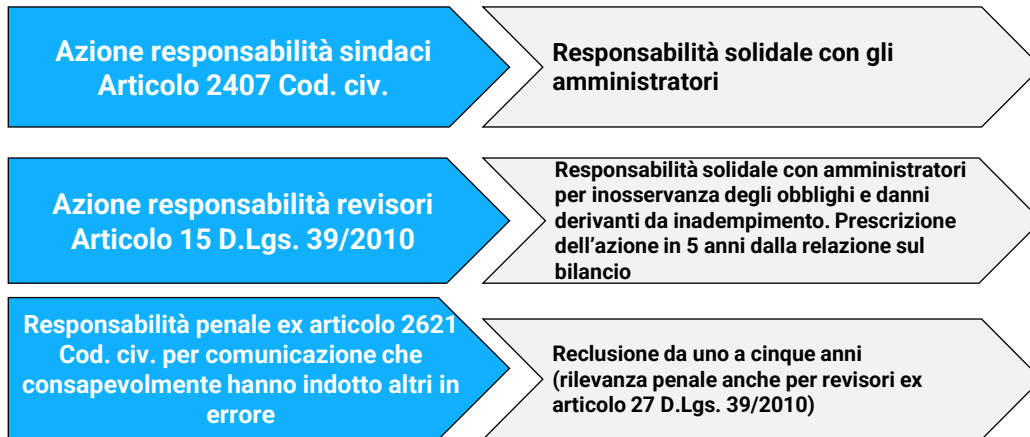 Azione responsabilità sindaci
Articolo 2407 Cod. civ.
Responsabilità solidale con gli
amministratori
Azione responsabilità revisori
Articolo 15 D.Lgs. 39/2010
Responsabilità solidale con amministratori
per inosservanza degli obblighi e danni
derivanti da inadempimento. Prescrizione
dell’azione in 5 anni dalla relazione sul
bilancio
Responsabilità penale ex articolo 2621
Cod. civ. per comunicazione che
consapevolmente hanno indotto altri in
errore
Reclusione da uno a cinque anni
(rilevanza penale anche per revisori ex
articolo 27 D.Lgs. 39/2010)